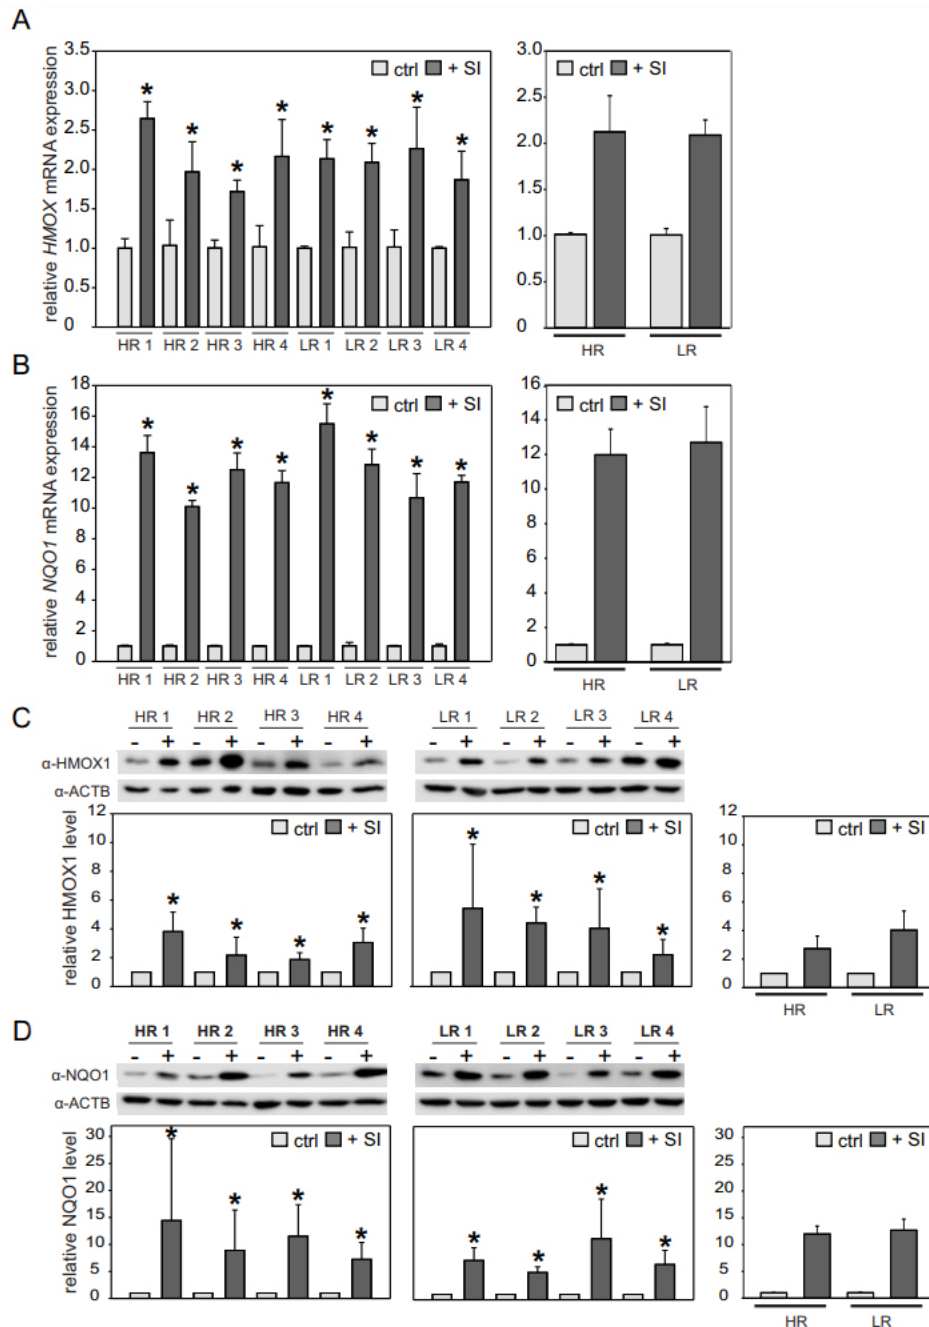 A
relative HMOX mRNA expression
3.5
3.0
2.5
2.0
1.5
1.0
0.5
0
ctrl + SI
* * * * * * * *
HR 1 HR 2 HR 3 HR 4 LR 1 LR 2 LR 3 LR 4
3.0
2.5
2.0
1.5
1.0
0.5
0
ctrl + SI
HR LR
B
relative NQO1 mRNA expression
18
16
14
12
10
8
6
4
2
0
ctrl + SI
* * * * * * * *
HR 1 HR 2 HR 3 HR 4 LR 1 LR 2 LR 3 LR 4
16
14
12
10
8
6
4
2
0
ctrl + SI
HR LR
C
HR 1 HR 2 HR 3 HR 4 LR 1 LR 2 LR 3 LR 4
- + - + - + - + - + - + - + - +
α-HMOX1
α-ACTB
relative HMOX1 level
12
10
8
6
4
2
0
ctrl + SI
* * * *
ctrl + SI
* * * *
12
10
8
6
4
2
0
ctrl + SI
HR LR
D
HR 1 HR 2 HR 3 HR 4 LR 1 LR 2 LR 3 LR 4
- + - + - + - + - + - + - + - +
α-NQO1
α-ACTB
relative NQO1 level
30
25
20
15
10
5
0
ctrl + SI
* * * *
ctrl + SI
* * * *
30
25
20
15
10
5
0
ctrl + SI
HR LR